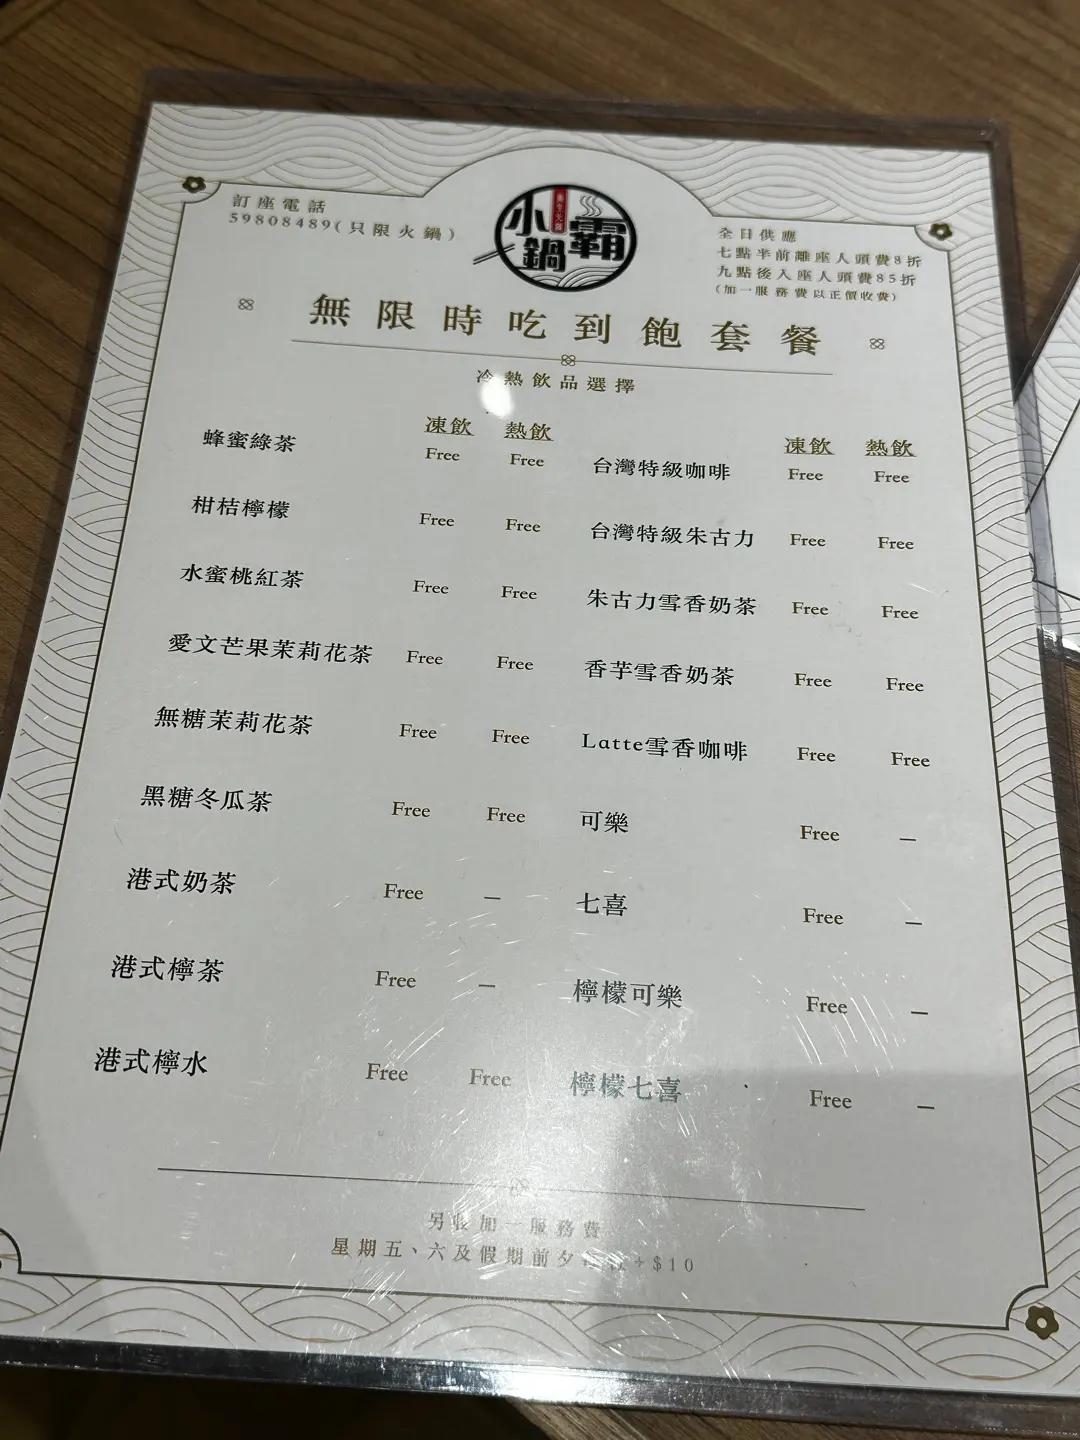 訂座電話
59808489(只限火鍋)
小鍋霸
全日供應
七點半前離座人頭費8折
九點後入座人頭費85折
(加一服務費以正價收費)
無限時吃到飽套餐
冷熱飲品選擇
凍飲 熱飲
蜂蜜綠茶 Free Free
柑桔檸檬 Free Free
水蜜桃紅茶 Free Free
愛文芒果茉莉花茶 Free Free
無糖茉莉花茶 Free Free
黑糖冬瓜茶 Free Free
港式奶茶 Free —
港式檸茶 Free —
港式檸水 Free Free
凍飲 熱飲
台灣特級咖啡 Free Free
台灣特級朱古力 Free Free
朱古力雪香奶茶 Free Free
香芋雪香奶茶 Free Free
Latte雪香咖啡 Free Free
可樂 Free —
七喜 Free —
檸檬可樂 Free —
檸檬七喜 Free —
另收加一服務費
星期五、六及假期前夕 +$10